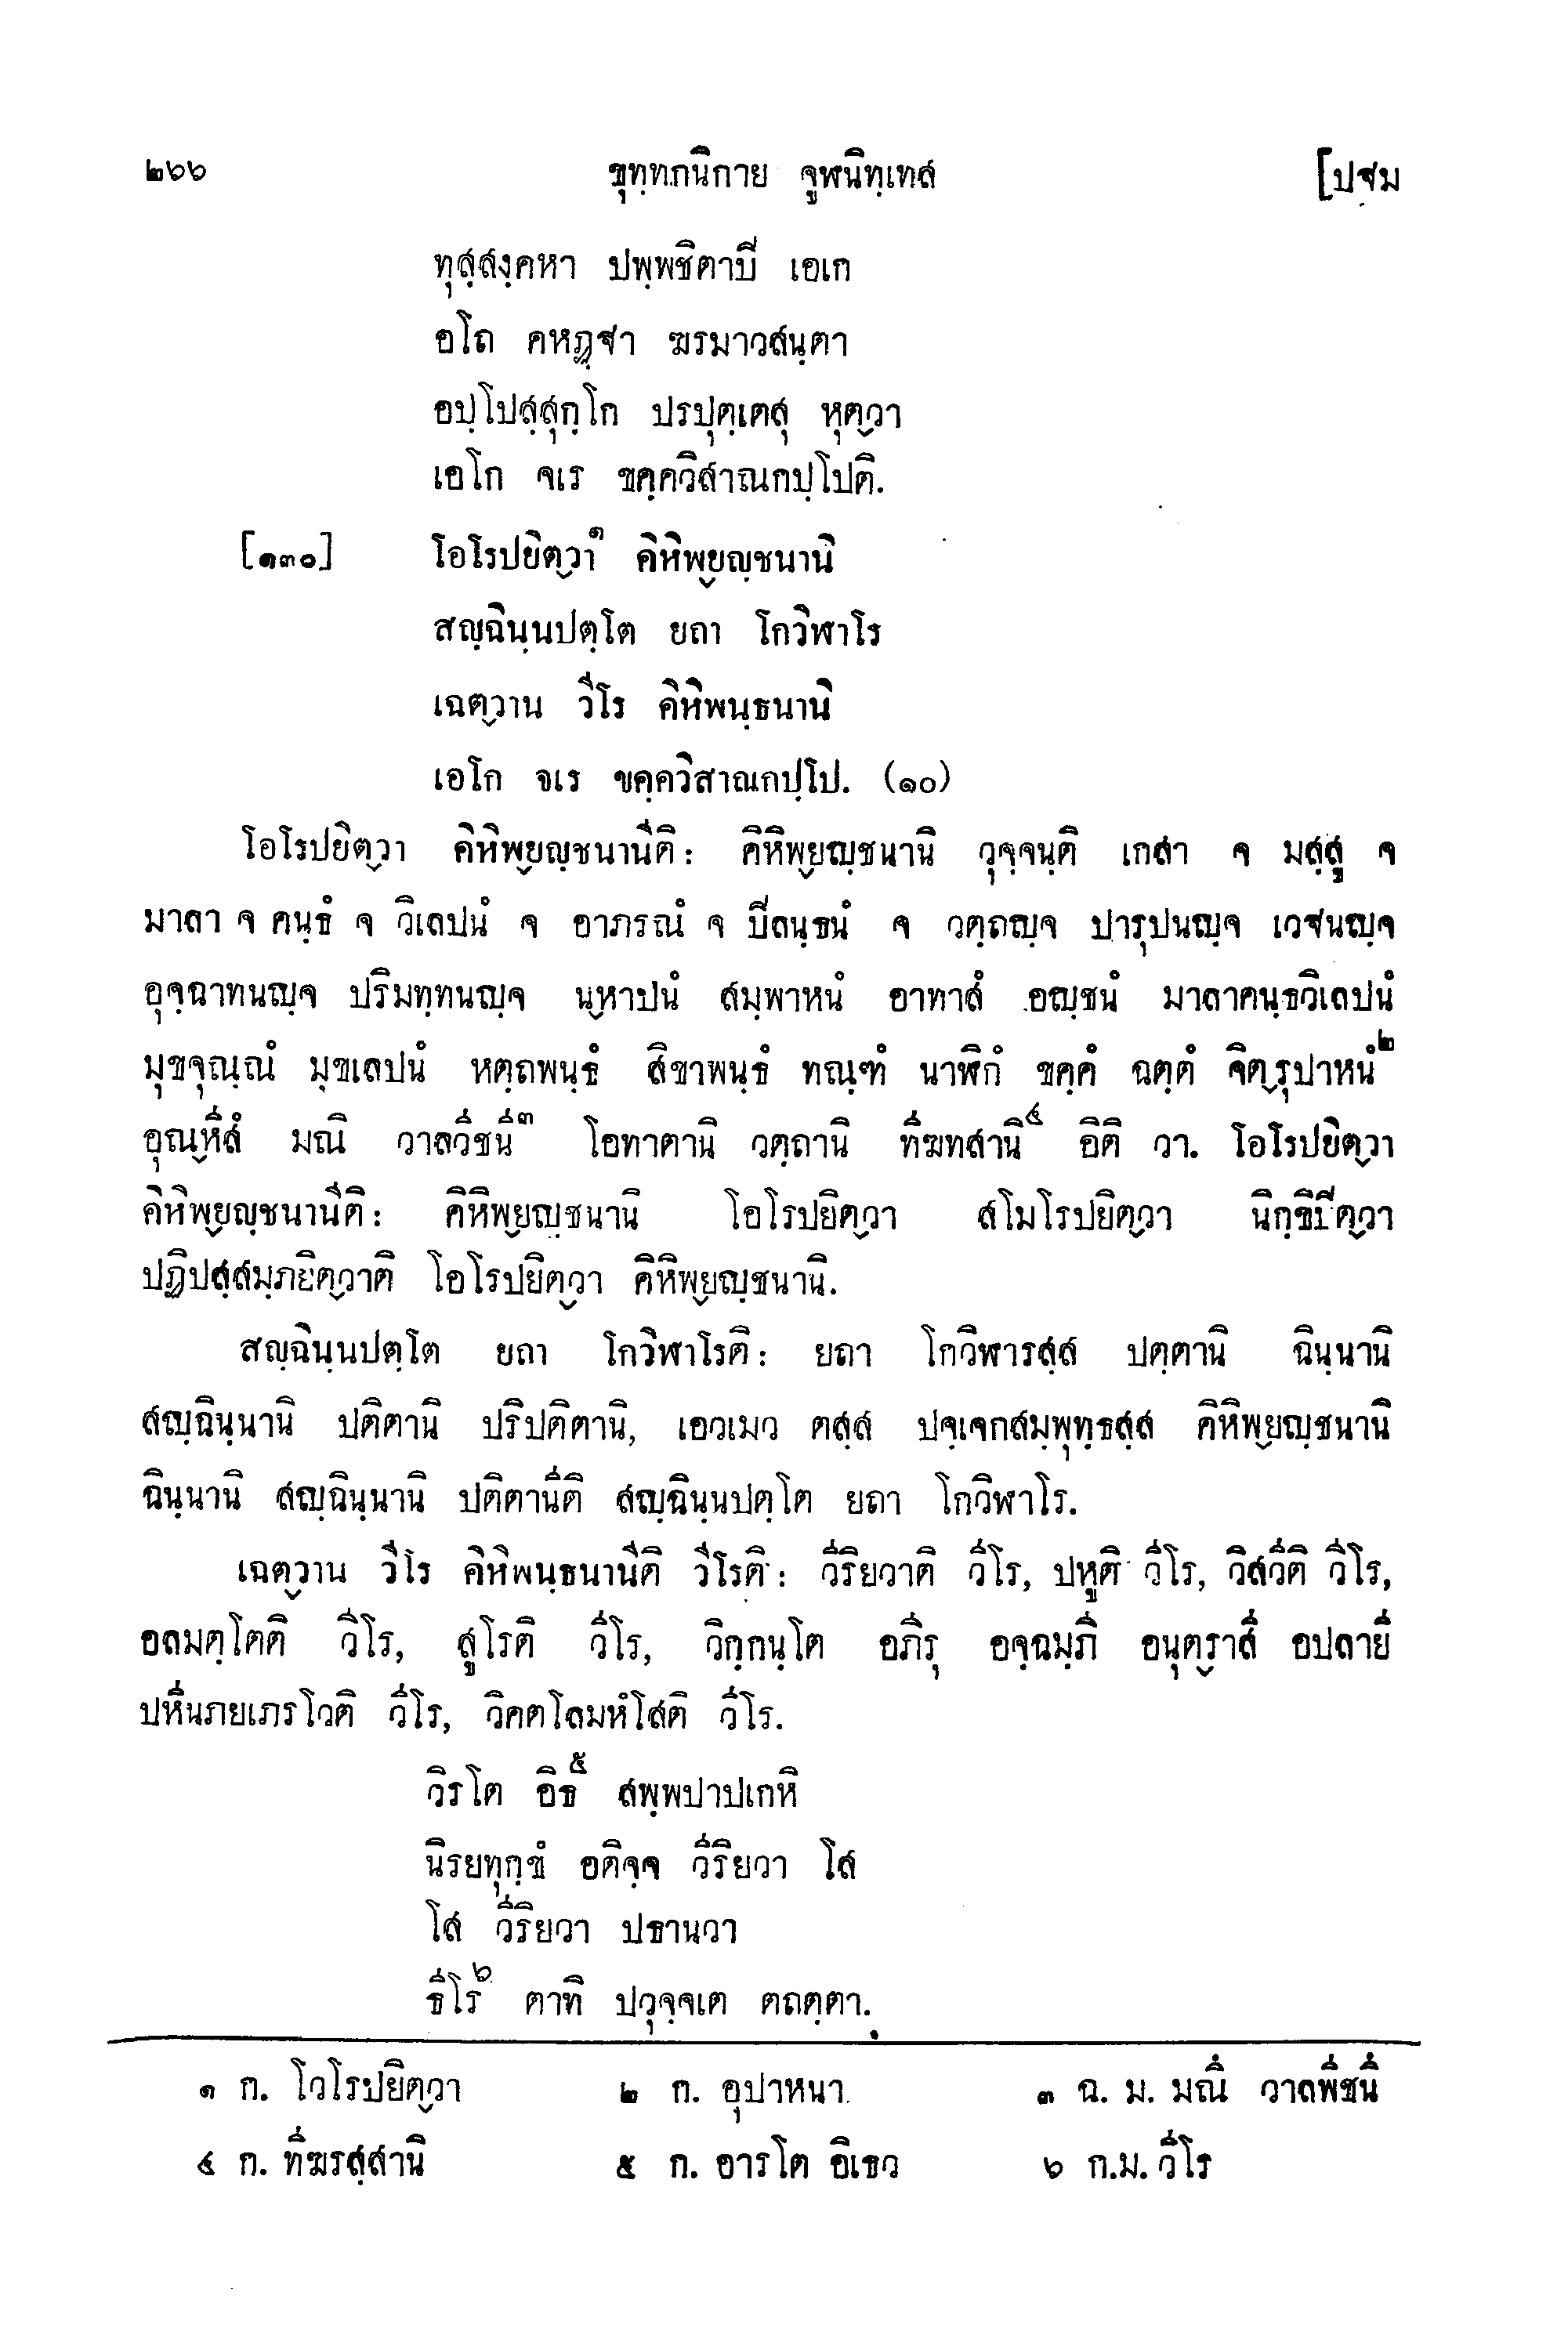 ๒๖๖ ขุทฺทกนิกาย จูฬนิทฺเทส [ปฐม
ทุสฺสงฺคหา ปพฺพชิตาปี เอเก
อโถ คหฏฺฐา ฆรมาวสนฺตา
อปฺโปสฺสุกฺโก ปรปุตฺเตสุ หุตฺวา
เอโก จเร ขคฺควิสาณกปฺโปติ.
[๑๓๐] โอโรปยิตฺวา๑ คิหิพฺยญฺชนานิ
สญฺฉินฺนปตฺโต ยถา โกวิฬาโร
เฉตฺวาน วีโร คิหิพนฺธนานิ
เอโก จเร ขคฺควิสาณกปฺโป. (๑๐)
โอโรปยิตฺวา คิหิพฺยญฺชนานีติ: คิหิพฺยญฺชนานิ วุจฺจนฺติ เกสา จ มสฺสู จ
มาลา จ คนฺธํ จ วิเลปนํ จ อาภรณํ จ ปิลนฺธนํ จ วตฺถญฺจ ปารุปนญฺจ เวฐนญฺจ
อุจฺฉาทนญฺจ ปริมทฺทนญฺจ นฺหาปนํ สมฺพาหนํ อาทาสํ อญฺชนํ มาลาคนฺธวิเลปนํ
มุขจุณฺณํ มุขเลปนํ หตฺถพนฺธํ สิขาพนฺธํ ทณฺฑํ นาฬิกํ ขคฺคํ ฉตฺตํ จิตฺรุปาหนํ๒
อุณฺหีสํ มณิ วาลวีชนี๓ โอทาตานิ วตฺถานิ ทีฆทสานิ๔ อิติ วา. โอโรปยิตฺวา
คิหิพฺยญฺชนานีติ: คิหิพฺยญฺชนานิ โอโรปยิตฺวา สโมโรปยิตฺวา นิกฺขิปิตฺวา
ปฏิปสฺสมฺภยิตฺวาติ โอโรปยิตฺวา คิหิพฺยญฺชนานิ.
สญฺฉินฺนปตฺโต ยถา โกวิฬาโรติ: ยถา โกวิฬารสฺส ปตฺตานิ ฉินฺนานิ
สญฺฉินฺนานิ ปติตานิ ปริปติตานิ, เอวเมว ตสฺส ปจฺเจกสมฺพุทฺธสฺส คิหิพฺยญฺชนานิ
ฉินฺนานิ สญฺฉินฺนานิ ปติตานีติ สญฺฉินฺนปตฺโต ยถา โกวิฬาโร.
เฉตฺวาน วีโร คิหิพนฺธนานีติ วีโรติ: วีริยวาติ วีโร, ปหูติ วีโร, วิสวีติ วีโร,
อลมตฺโตติ วีโร, สูโรติ วีโร, วิกฺกนฺโต อภีรุ อจฺฉมฺภี อนุตฺราสี อปลายี
ปหีนภยเภรโวติ วีโร, วิคตโลมหํโสติ วีโร.
วิรโต อิธ๕ สพฺพปาปเกหิ
นิรยทุกฺขํ อติจฺจ วีริยวา โส
โส วีริยวา ปธานวา
ธีโร๖ ตาทิ ปวุจฺจเต ตถตฺตา.
๑ ก. โวโรปยิตฺวา ๒ ก. อุปาหนา ๓ ฉ. ม. มณึ วาลพีชนึ
๔ ก. ทีฆรสฺสานิ ๕ ก. อารโต อิเธว ๖ ก.ม. วีโร